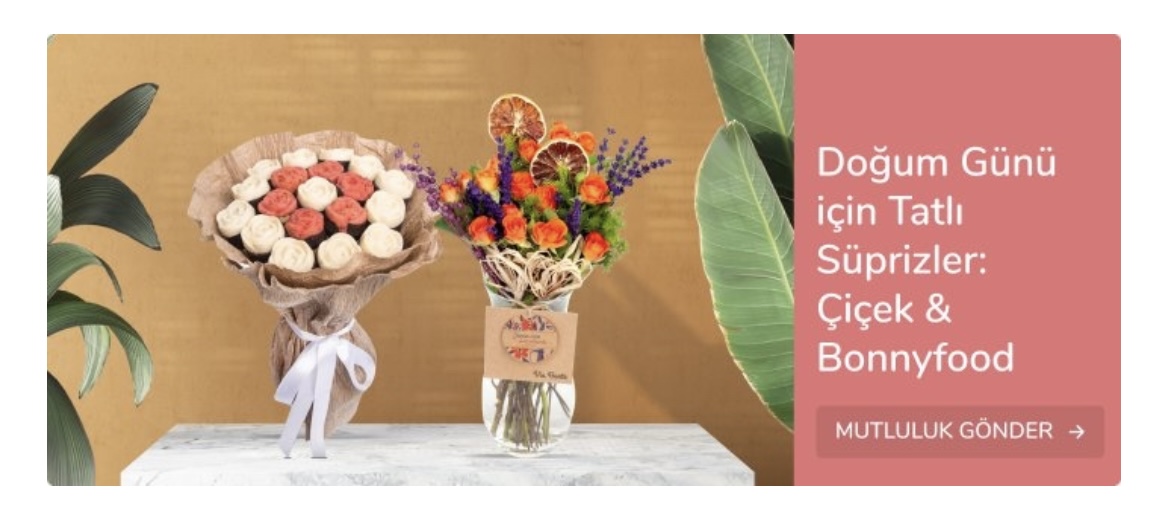 Doğum Günü
için Tatlı
Süprizler:
Çiçek &
Bonnyfood
MUTLULUK GÖNDER →